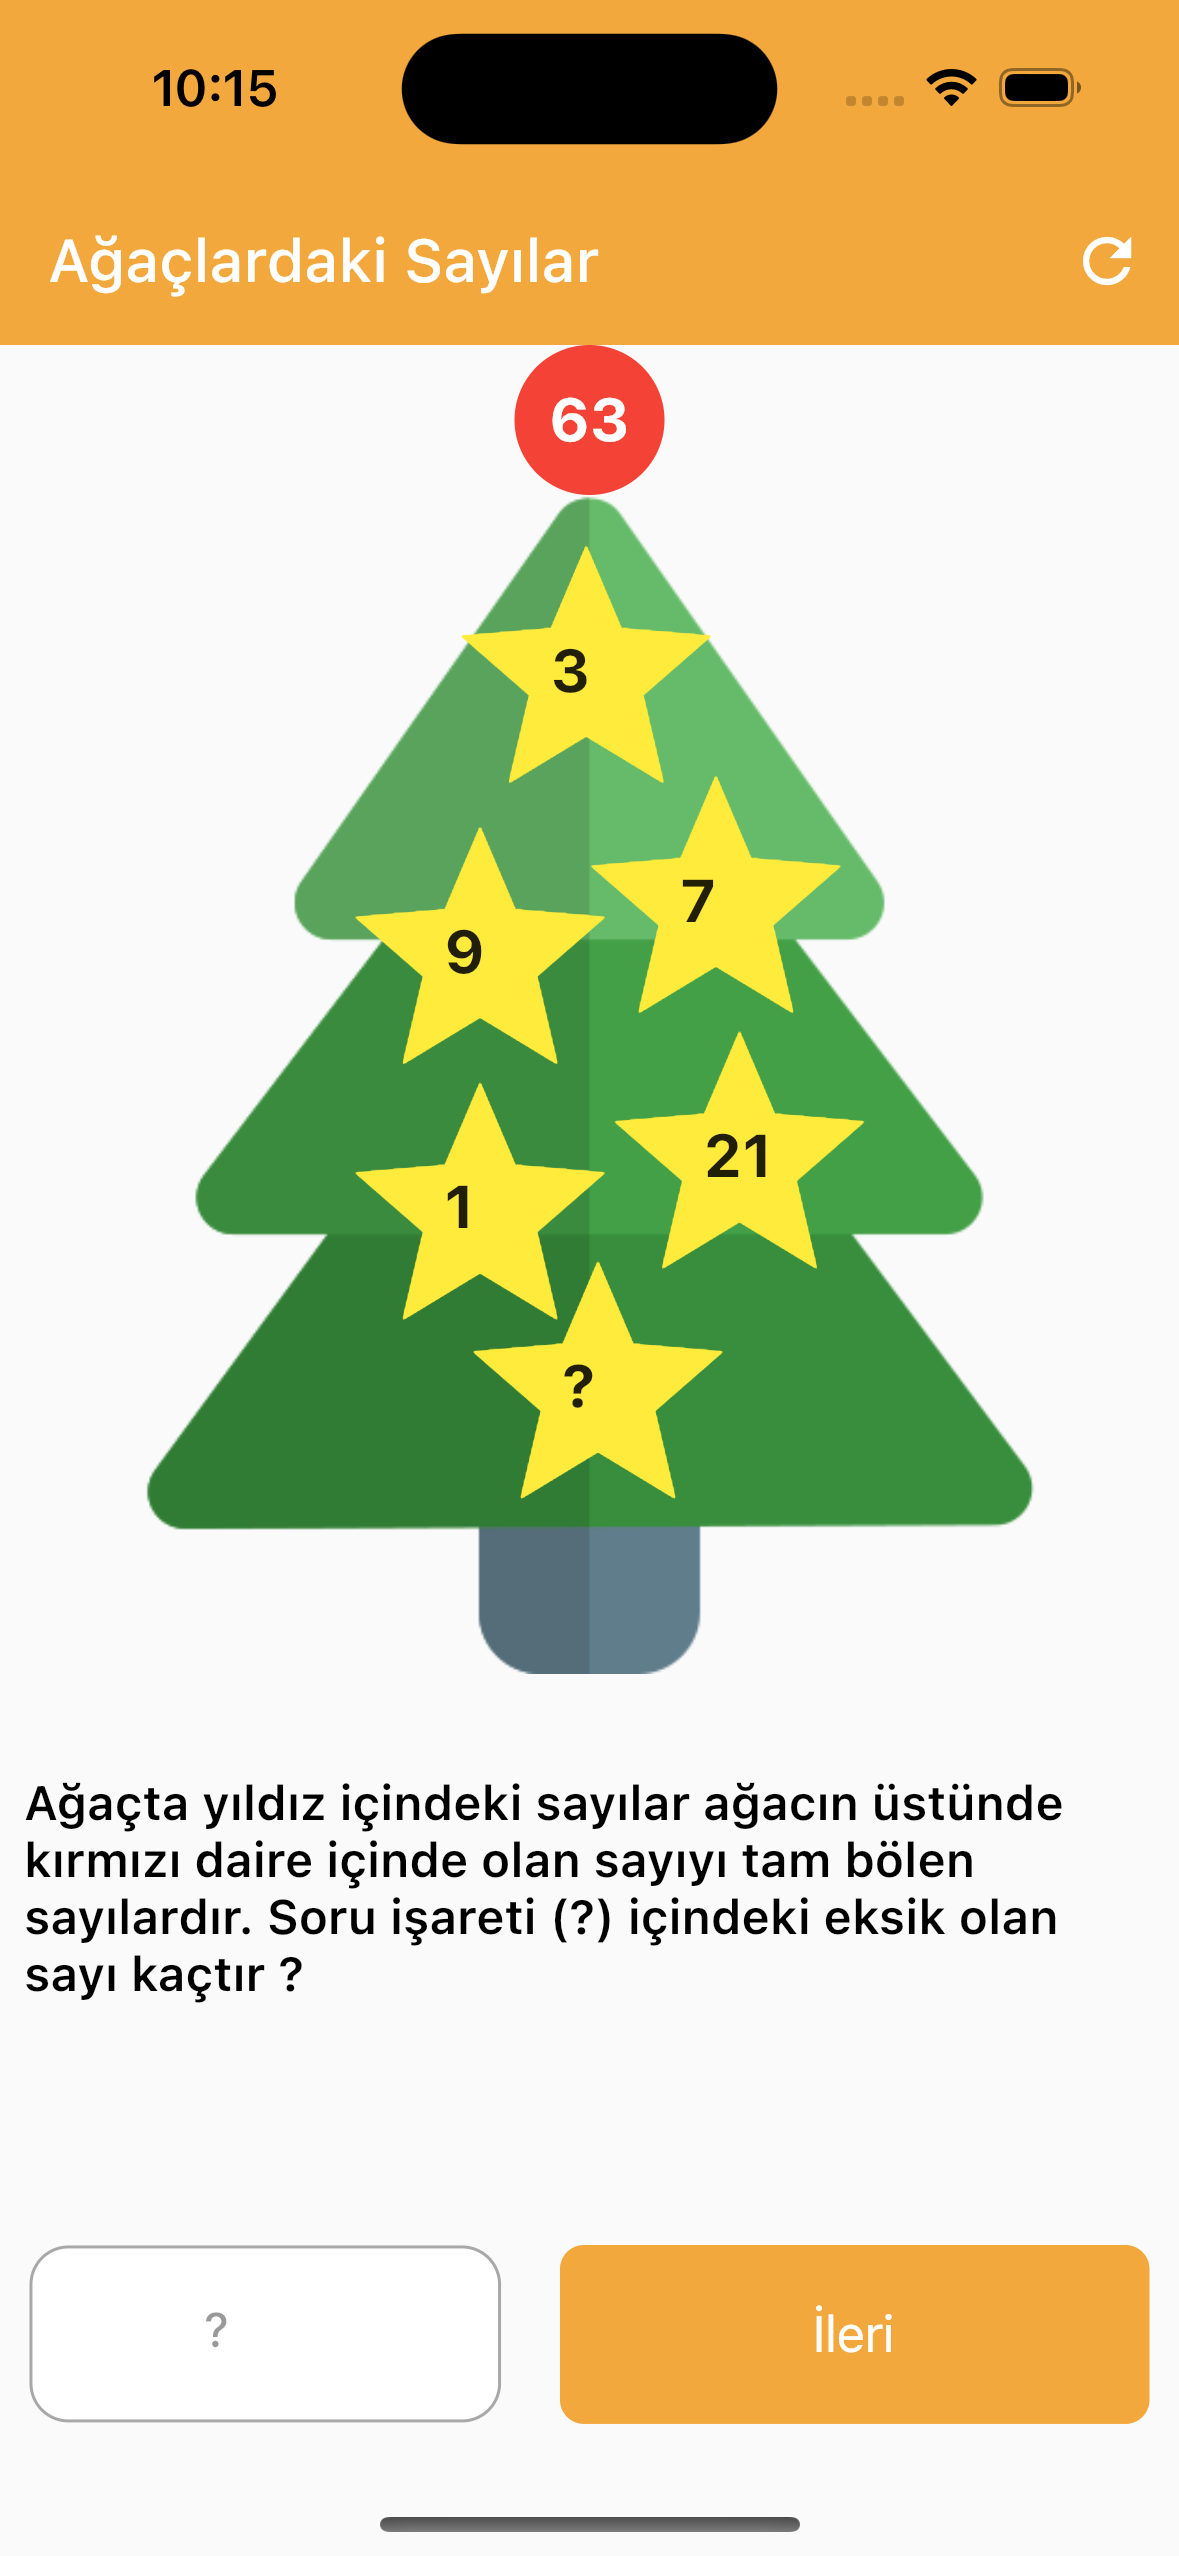 10:15
Ağaçlardaki Sayılar
63
3
7
9
21
1
?
Ağaçta yıldız içindeki sayılar ağacın üstünde
kırmızı daire içinde olan sayıyı tam bölen
sayılardır. Soru işareti (?) içindeki eksik olan
sayı kaçtır ?
?
İleri